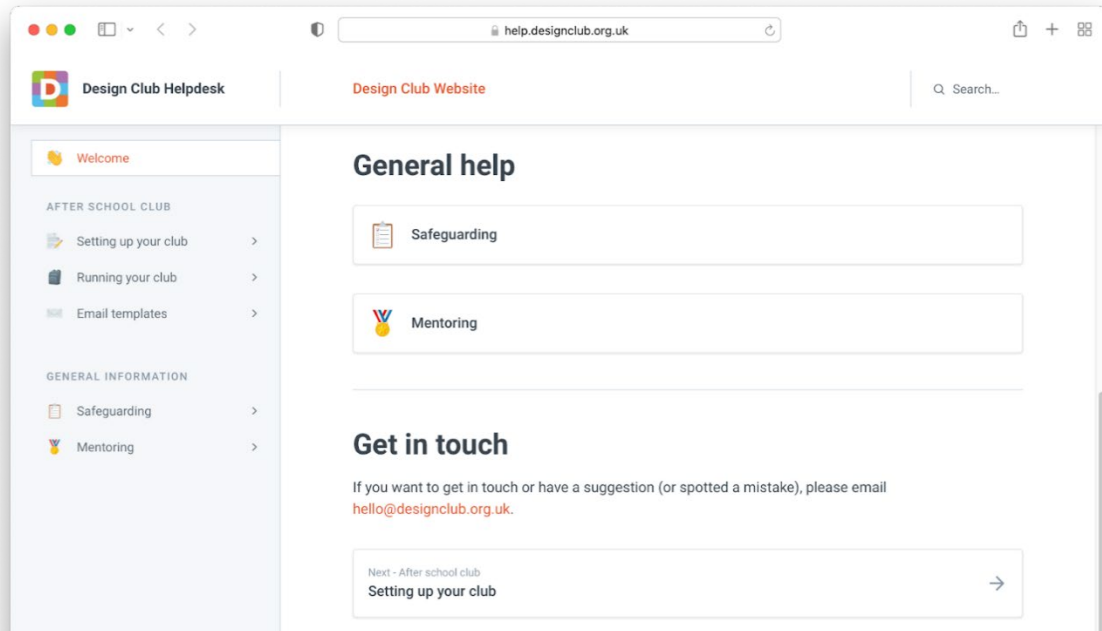 help.designclub.org.uk
D
Design Club Helpdesk
Design Club Website
Search...
Welcome
AFTER SCHOOL CLUB
Setting up your club
Running your club
Email templates
GENERAL INFORMATION
Safeguarding
Mentoring
General help
Safeguarding
Mentoring
Get in touch
If you want to get in touch or have a suggestion (or spotted a mistake), please email
hello@designclub.org.uk.
Next - After school club
Setting up your club